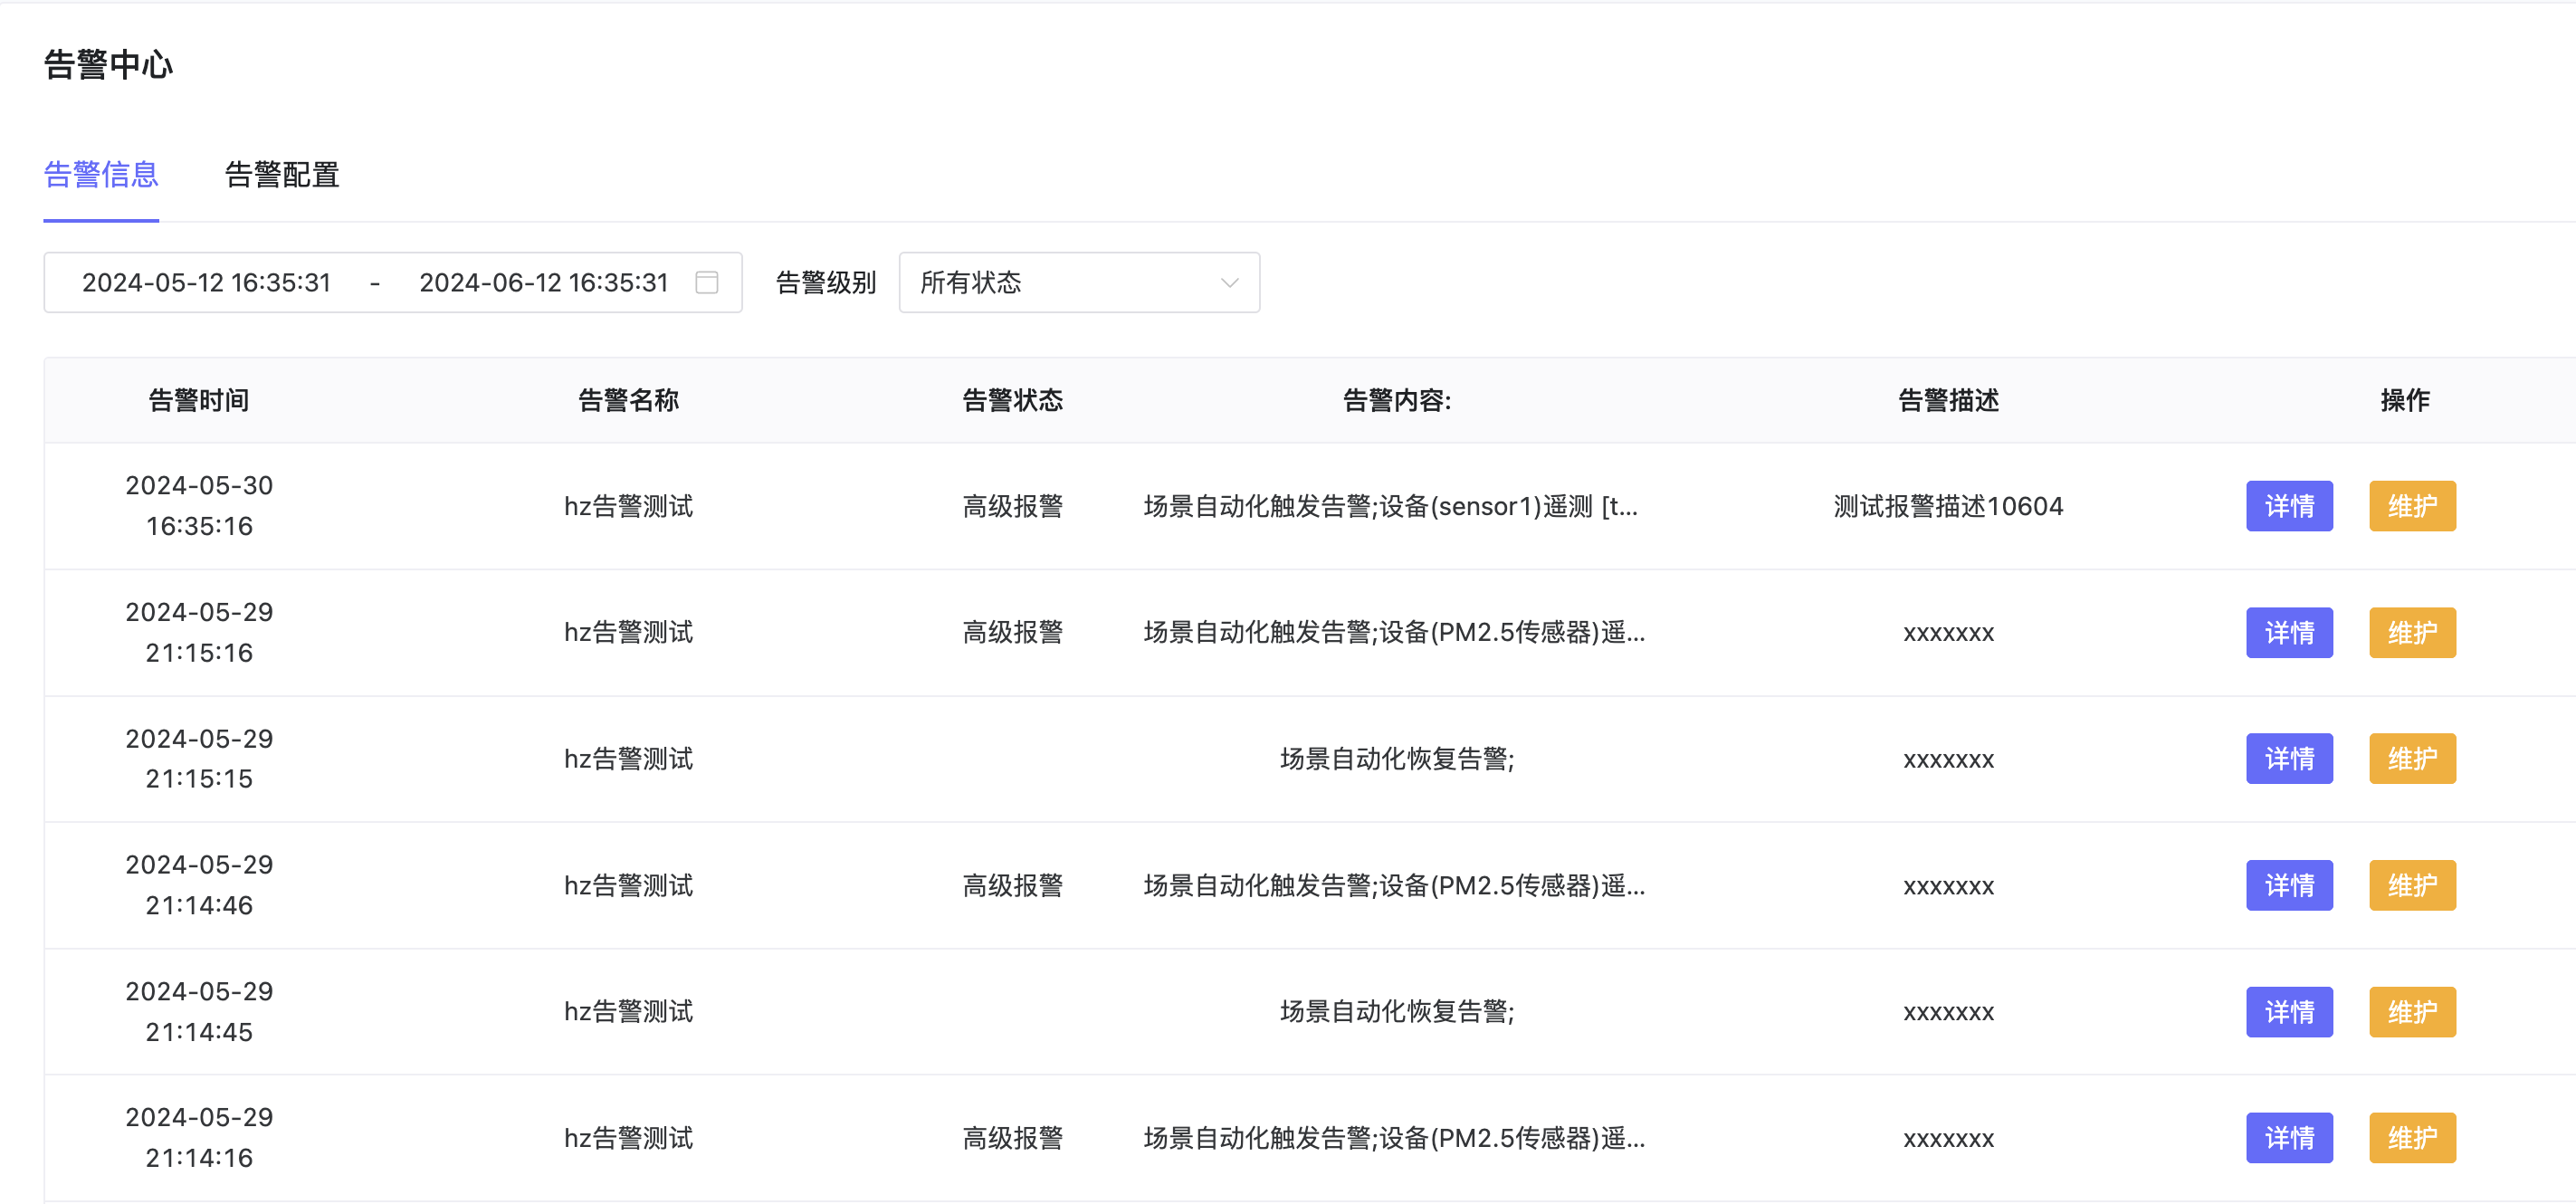 告警中心
告警信息 告警配置
2024-05-12 16:35:31 - 2024-06-12 16:35:31 告警级别 所有状态
告警时间 告警名称 告警状态 告警内容: 告警描述 操作
2024-05-30
16:35:16 hz告警测试 高级报警 场景自动化触发告警;设备(sensor1)遥测 [t... 测试报警描述10604 详情 维护
2024-05-29
21:15:16 hz告警测试 高级报警 场景自动化触发告警;设备(PM2.5传感器)遥... xxxxxxx 详情 维护
2024-05-29
21:15:15 hz告警测试 场景自动化恢复告警; xxxxxxx 详情 维护
2024-05-29
21:14:46 hz告警测试 高级报警 场景自动化触发告警;设备(PM2.5传感器)遥... xxxxxxx 详情 维护
2024-05-29
21:14:45 hz告警测试 场景自动化恢复告警; xxxxxxx 详情 维护
2024-05-29
21:14:16 hz告警测试 高级报警 场景自动化触发告警;设备(PM2.5传感器)遥... xxxxxxx 详情 维护